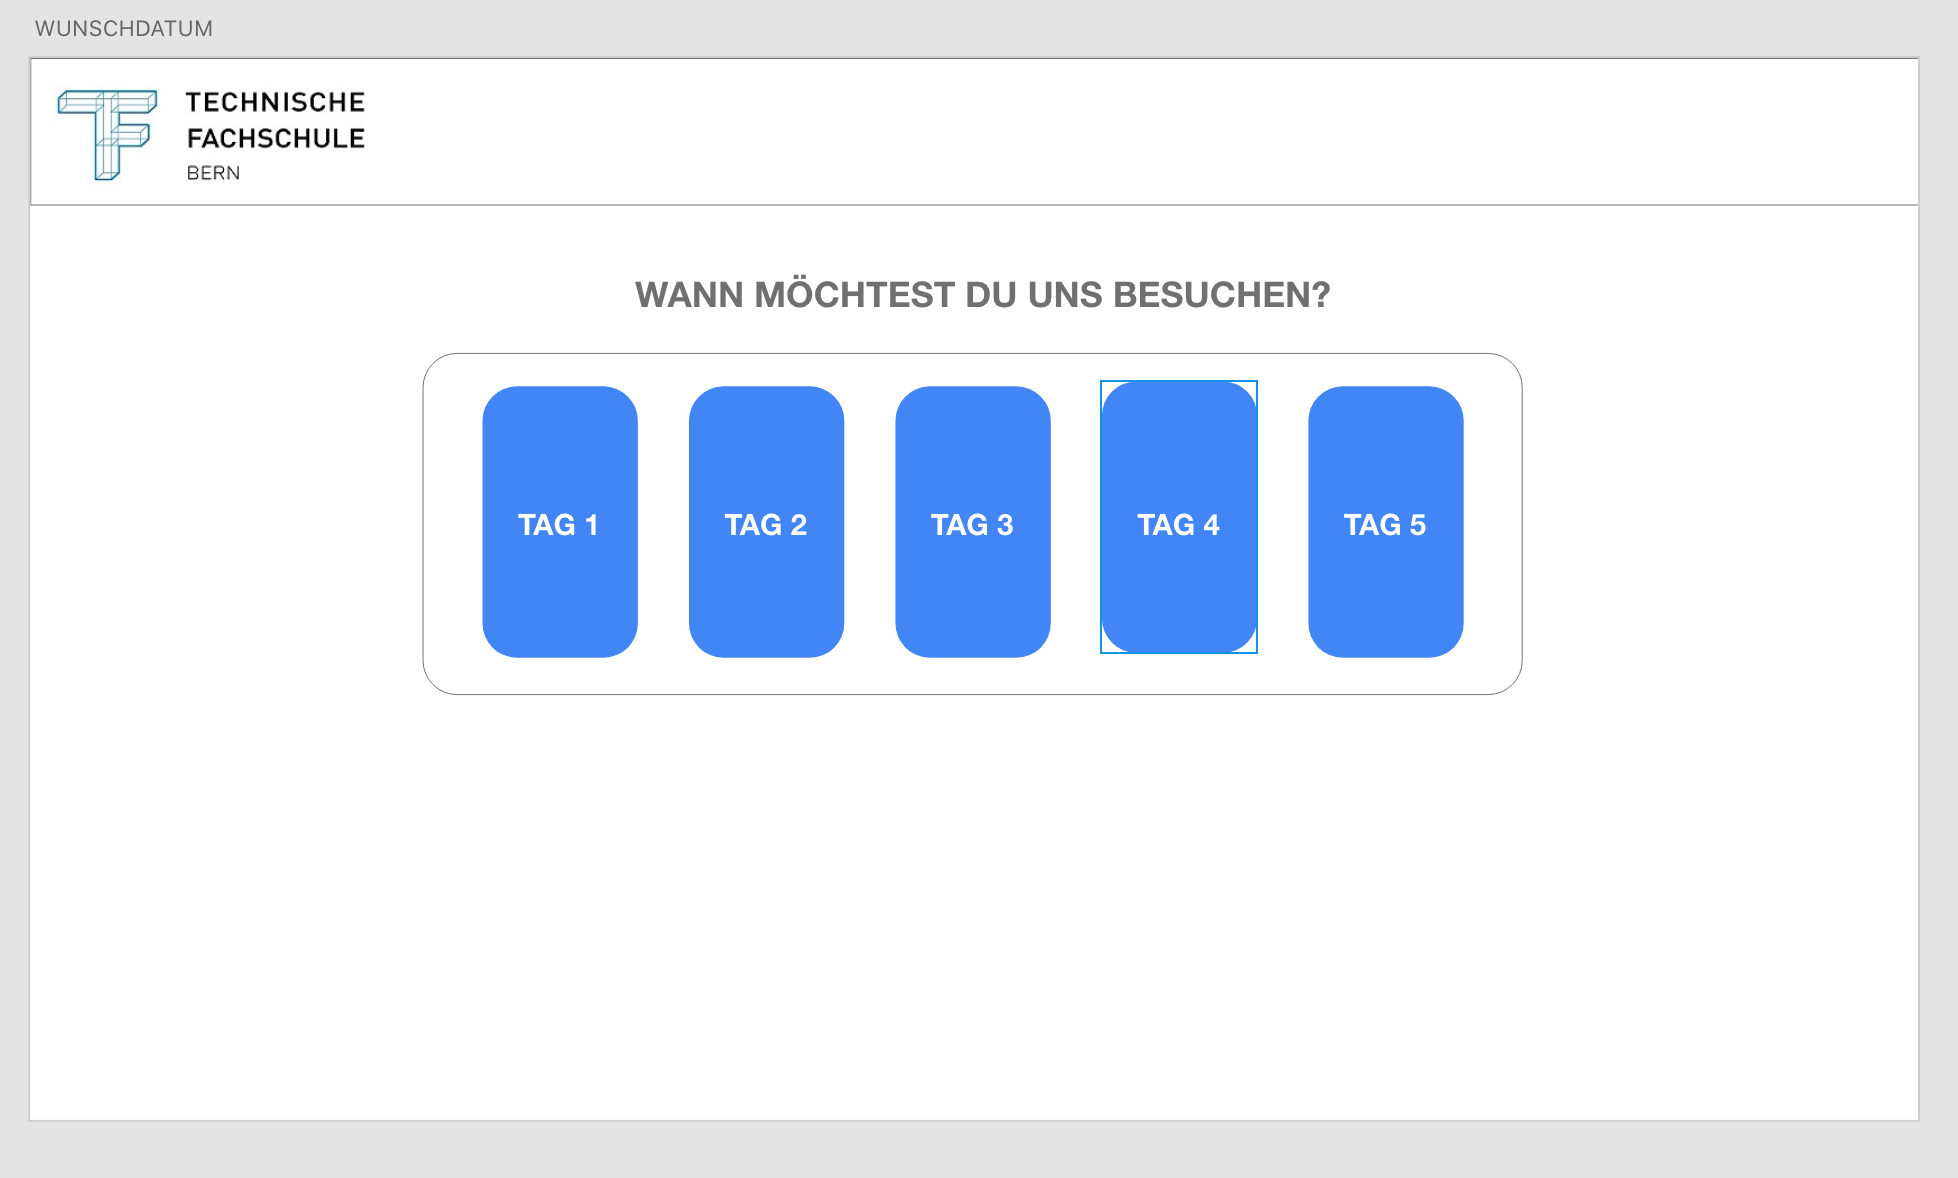 WUNSCHDATUM
TECHNISCHE
FACHSCHULE
BERN
WANN MÖCHTEST DU UNS BESUCHEN?
TAG 1
TAG 2
TAG 3
TAG 4
TAG 5